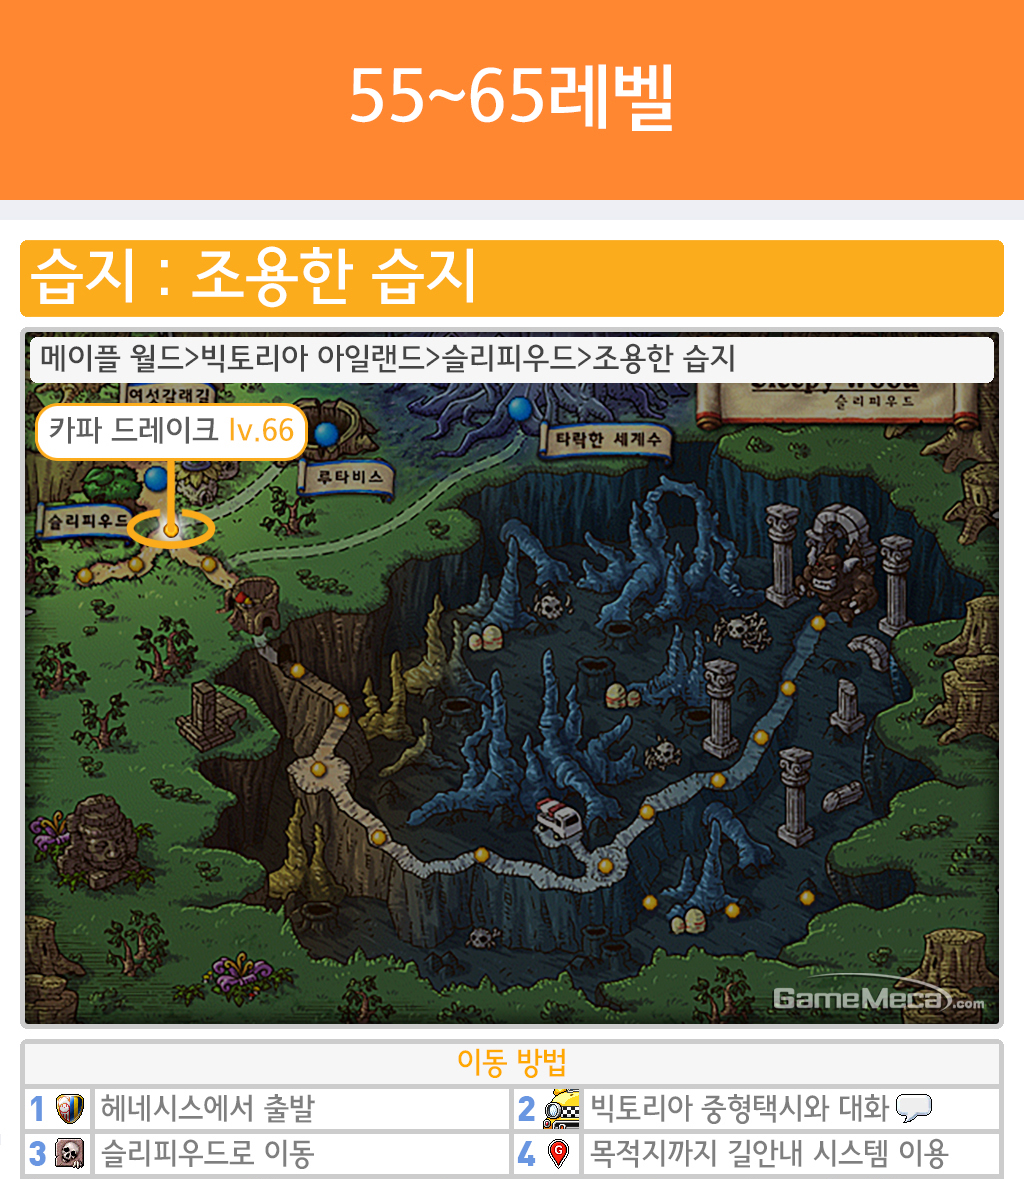 55~65레벨
습지 : 조용한 습지
메이플 월드>빅토리아 아일랜드>슬리피우드>조용한 습지
Sleepy Wood
슬리피우드
여섯갈래길
카파 드레이크 lv.66
타락한 세계수
루타비스
슬리피우드
GameMeca.com
이동 방법
1 헤네시스에서 출발
2 빅토리아 중형택시와 대화
3 슬리피우드로 이동
4 G 목적지까지 길안내 시스템 이용